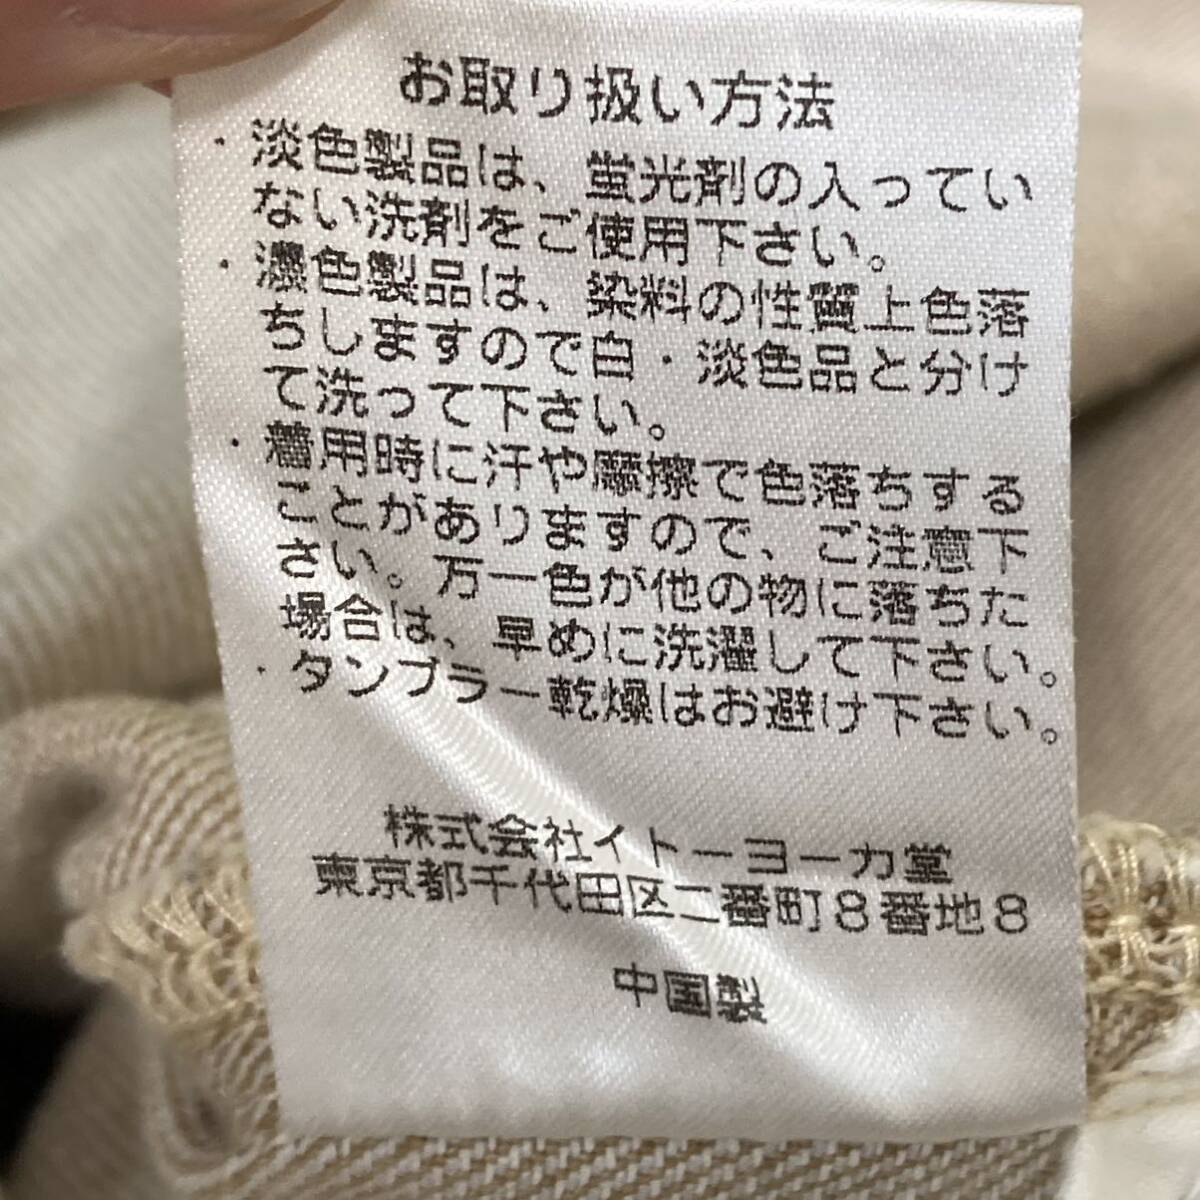 お取り扱い方法
・淡色製品は、蛍光剤の入ってい
ない洗剤をご使用下さい。
・濃色製品は、染料の性質上色落
ちしますので白・淡色品と分け
て洗って下さい。
・着用時に汗や摩擦で色落ちする
ことがありますので、ご注意下
さい。万一色が他の物に落ちた
場合は、早めに洗濯して下さい。
・タンブラー乾燥はお避け下さい。
株式会社イトーヨーカ堂
東京都千代田区二番町8番地8
中国製